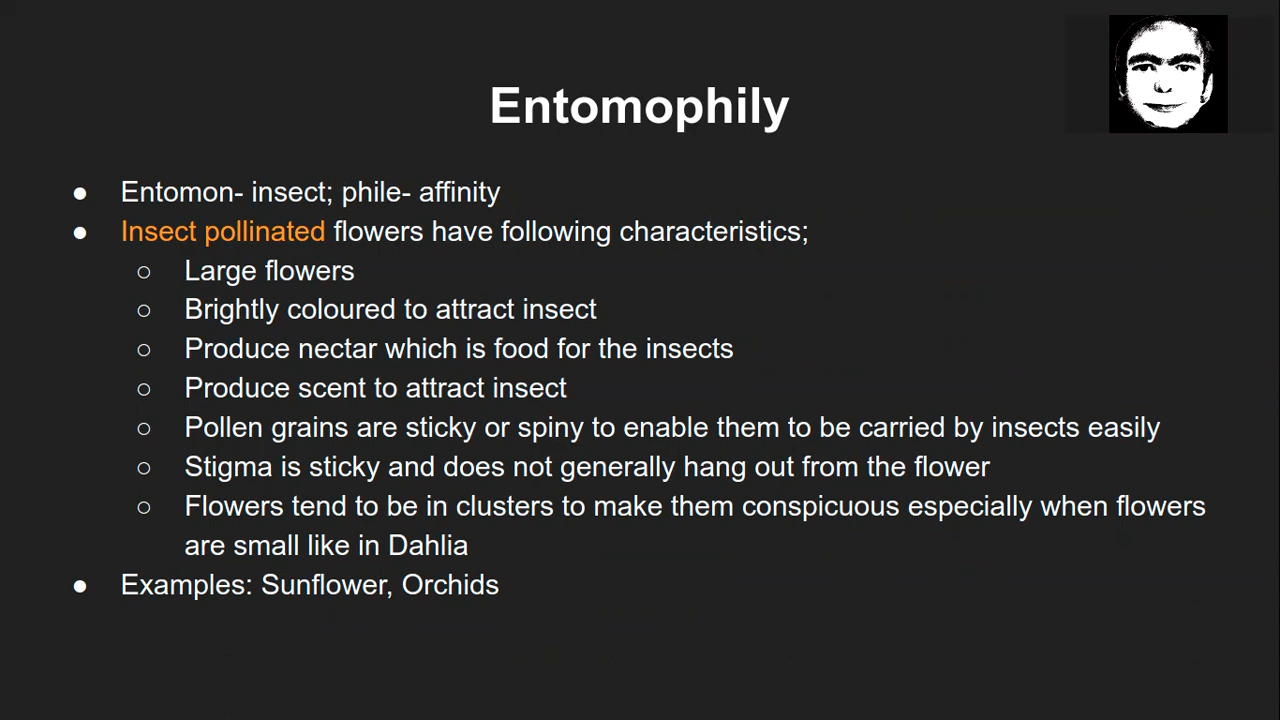 Entomophily
● Entomon- insect; phile- affinity
● Insect pollinated flowers have following characteristics;
○ Large flowers
○ Brightly coloured to attract insect
○ Produce nectar which is food for the insects
○ Produce scent to attract insect
○ Pollen grains are sticky or spiny to enable them to be carried by insects easily
○ Stigma is sticky and does not generally hang out from the flower
○ Flowers tend to be in clusters to make them conspicuous especially when flowers
are small like in Dahlia
● Examples: Sunflower, Orchids